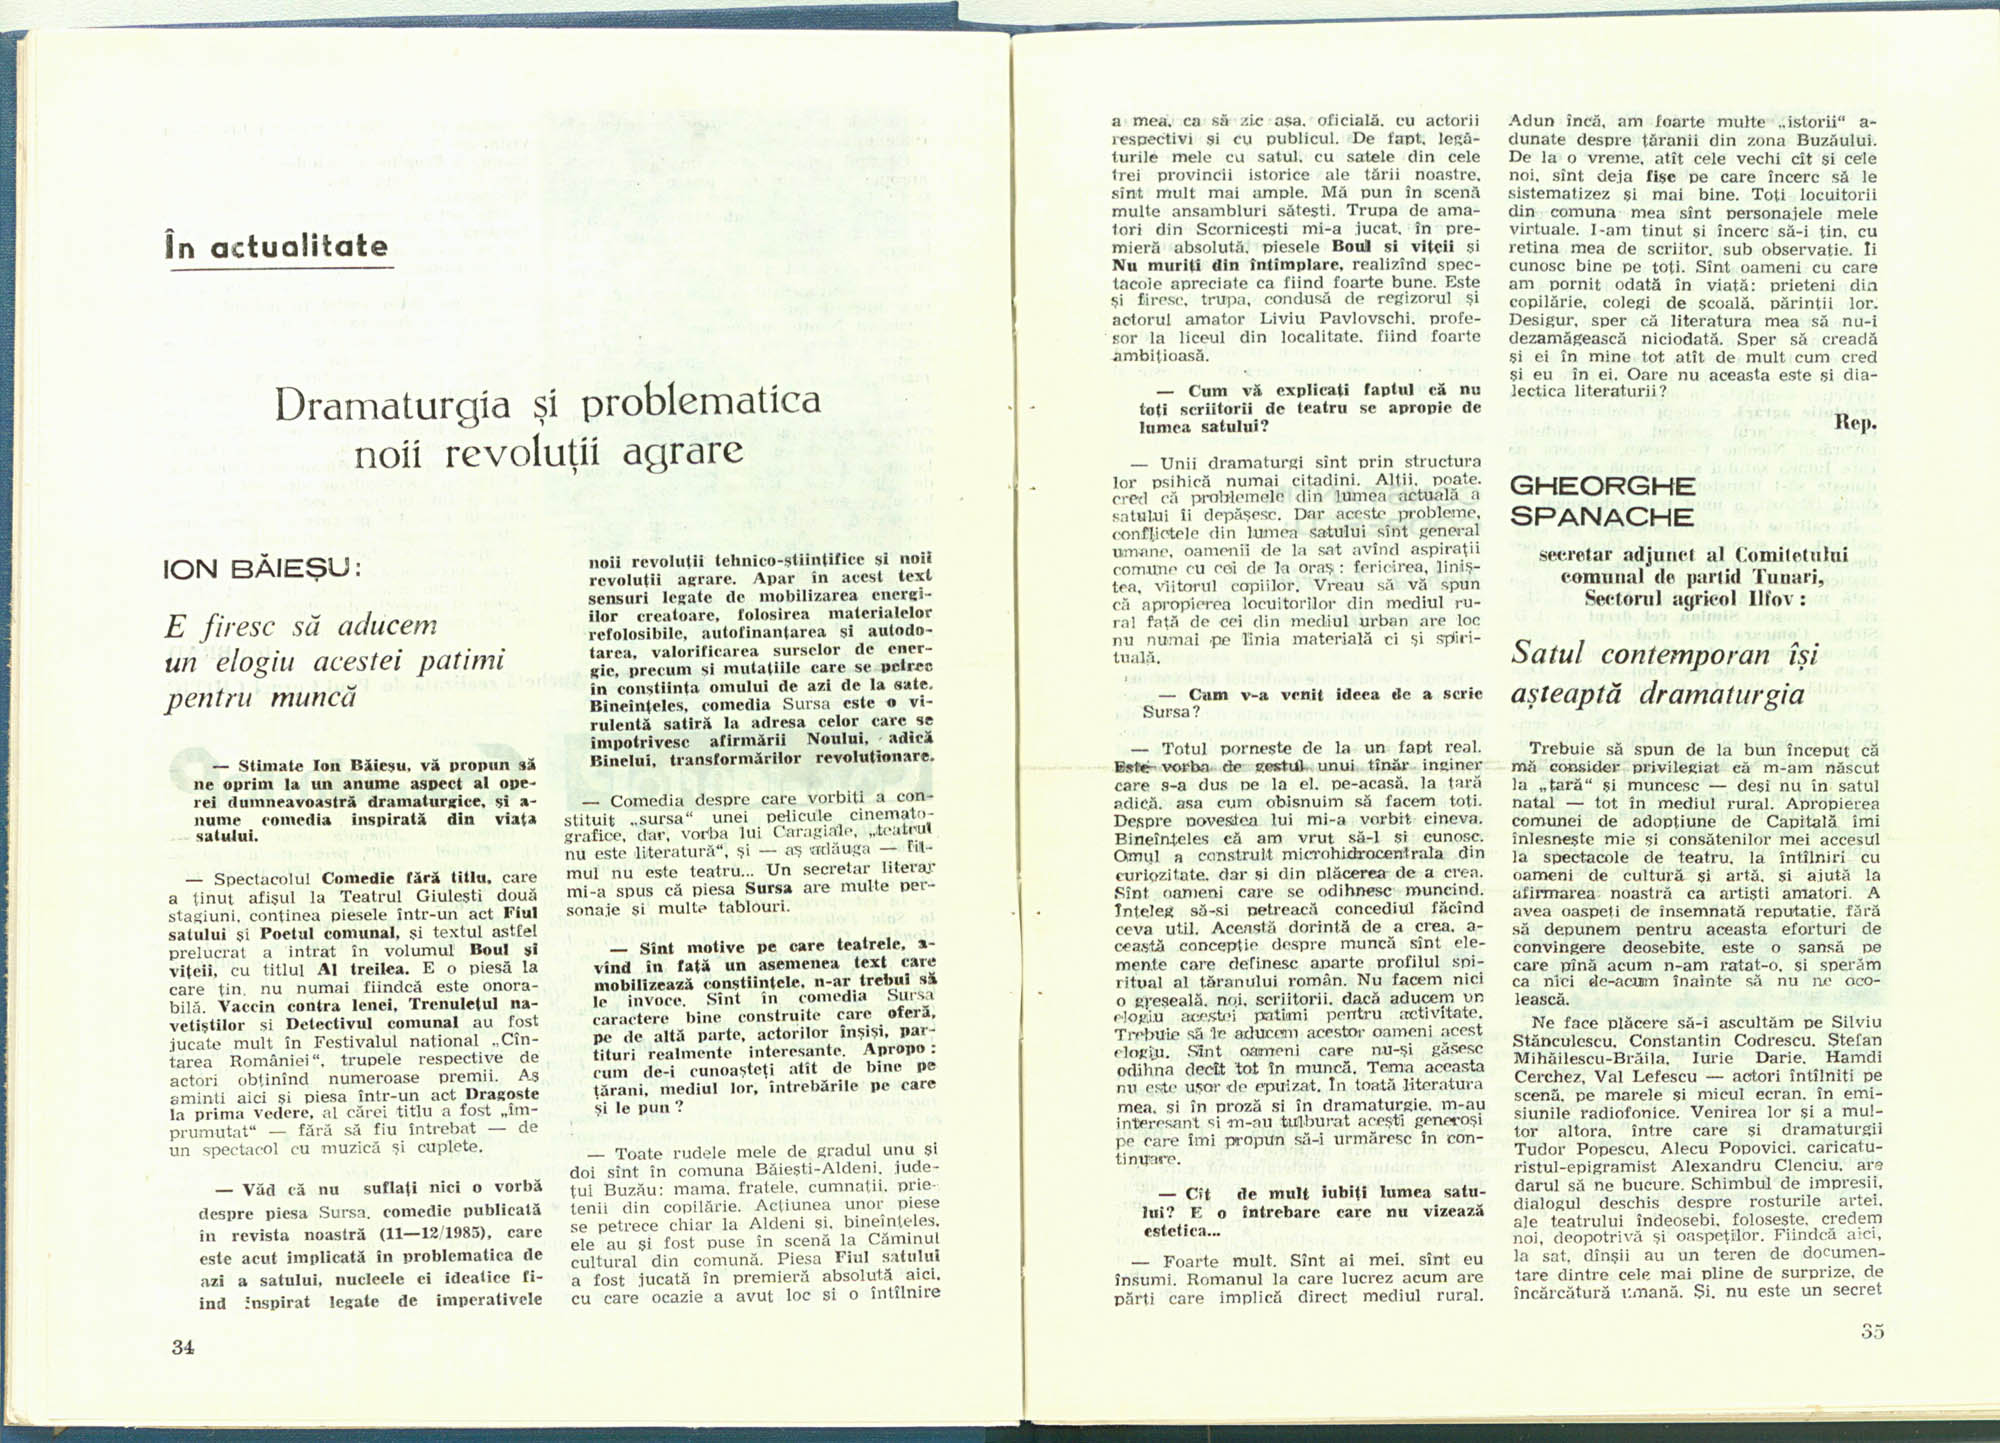 În actualitate
Dramaturgia și problematica
noii revoluții agrare
ION BĂIEȘU:
E firesc să aducem
un elogiu acestei patimi
pentru muncă
— Stimate Ion Băieșu, vă propun să
ne oprim la un anume aspect al ope-
rei dumneavoastră dramaturgice, și a-
nume comedia inspirată din viața
satului.
— Spectacolul Comedie fără titlu, care
a ținut afișul la Teatrul Giulești două
stagiuni, conținea piesele într-un act Fiul
satului și Poetul comunal, și textul astfel
prelucrat a intrat în volumul Boul și
vițeii, cu titlul Al treilea. E o piesă la
care țin, nu numai fiindcă este onora-
bilă. Vaccin contra lenei, Trenulețul na-
vetiștilor și Detectivul comunal au fost
jucate mult în Festivalul național „Cîn-
tarea României“, trupele respective de
actori obținînd numeroase premii. Aș
aminti aici și piesa într-un act Dragoste
la prima vedere, al cărei titlu a fost „îm-
prumutat“ — fără să fiu întrebat — de
un spectacol cu muzică și cuplete.
— Văd că nu suflați nici o vorbă
despre piesa Sursa, comedie publicată
în revista noastră (11—12/1985), care
este acut implicată în problematica de
azi a satului, nucleele ei ideatice fi-
ind inspirat legate de imperativele
34
noii revoluții tehnico-științifice și noii
revoluții agrare. Apar în acest text
sensuri legate de mobilizarea energi-
ilor creatoare, folosirea materialelor
refolosibile, autofinanțarea și autodo-
tarea, valorificarea surselor de ener-
gie, precum și mutațiile care se petrec
în conștiința omului de azi de la sate.
Bineînțeles, comedia Sursa este o vi-
rulentă satiră la adresa celor care se
împotrivesc afirmării Noului, adică
Binelui, transformărilor revoluționare.
— Comedia despre care vorbiți a con-
stituit „sursa“ unei pelicule cinemato-
grafice, dar, vorba lui Caragiale, „teatrul
nu este literatură“, și — aș adăuga — fil-
mul nu este teatru... Un secretar literar
mi-a spus că piesa Sursa are multe per-
sonaje și multe tablouri.
— Sînt motive pe care teatrele, a-
vînd în față un asemenea text care
mobilizează conștiințele, n-ar trebui să
le invoce. Sînt în comedia Sursa
caractere bine construite care oferă,
pe de altă parte, actorilor înșiși, par-
tituri realmente interesante. Apropo :
cum de-i cunoașteți atît de bine pe
țărani, mediul lor, întrebările pe care
și le pun ?
— Toate rudele mele de gradul unu și
doi sînt în comuna Băiești-Aldeni, jude-
țul Buzău: mama, fratele, cumnații, prie-
tenii din copilărie. Acțiunea unor piese
se petrece chiar la Aldeni și, bineînțeles,
ele au și fost puse în scenă la Căminul
cultural din comună. Piesa Fiul satului
a fost jucată în premieră absolută aici,
cu care ocazie a avut loc și o întîlnire
a mea, ca să zic așa, oficială, cu actorii
respectivi și cu publicul. De fapt, legă-
turile mele cu satul, cu satele din cele
trei provincii istorice ale țării noastre,
sînt mult mai ample. Mă pun în scenă
multe ansambluri sătești. Trupa de ama-
tori din Scornicești mi-a jucat, în pre-
mieră absolută, piesele Boul și vițeii și
Nu muriți din întîmplare, realizînd spec-
tacole apreciate ca fiind foarte bune. Este
și firesc, trupa, condusă de regizorul și
actorul amator Liviu Pavlovschi, profe-
sor la liceul din localitate, fiind foarte
ambițioasă.
— Cum vă explicați faptul că nu
toți scriitorii de teatru se apropie de
lumea satului?
— Unii dramaturgi sînt prin structura
lor psihică numai citadini. Alții, poate,
cred că problemele din lumea actuală a
satului îi depășesc. Dar aceste probleme,
conflictele din lumea satului sînt general
umane, oamenii de la sat avînd aspirații
comune cu cei de la oraș : fericirea, liniș-
tea, viitorul copiilor. Vreau să vă spun
că apropierea locuitorilor din mediul ru-
ral față de cei din mediul urban are loc
nu numai pe linia materială ci și spiri-
tuală.
— Cum v-a venit ideea de a scrie
Sursa?
— Totul pornește de la un fapt real.
Este vorba de gestul unui tînăr inginer
care s-a dus pe la el, pe-acasă, la țară
adică, așa cum obișnuim să facem toți.
Despre povestea lui mi-a vorbit cineva.
Bineînțeles că am vrut să-l și cunosc.
Omul a construit microhidrocentrala din
curiozitate, dar și din plăcerea de a crea.
Sînt oameni care se odihnesc muncind.
Înțeleg să-și petreacă concediul făcînd
ceva util. Această dorință de a crea, a-
ceastă concepție despre muncă sînt ele-
mente care definesc aparte profilul spi-
ritual al țăranului român. Nu facem nici
o greșeală, noi, scriitorii, dacă aducem un
elogiu acestei patimi pentru activitate.
Trebuie să le aducem acestor oameni acest
elogiu. Sînt oameni care nu-și găsesc
odihna decît tot în muncă. Tema aceasta
nu este ușor de epuizat. În toată literatura
mea, și în proză și în dramaturgie, m-au
interesant și m-au tulburat acești generoși
pe care îmi propun să-i urmăresc în con-
tinuare.
— Cît de mult iubiți lumea satu-
lui? E o întrebare care nu vizează
estetica...
— Foarte mult. Sînt ai mei, sînt eu
însumi. Romanul la care lucrez acum are
părți care implică direct mediul rural.
Adun încă, am foarte multe „istorii“ a-
dunate despre țăranii din zona Buzăului.
De la o vreme, atît cele vechi cît și cele
noi, sînt deja fișe pe care încerc să le
sistematizez și mai bine. Toți locuitorii
din comuna mea sînt personajele mele
virtuale. I-am ținut și încerc să-i țin, cu
retina mea de scriitor, sub observație. Îi
cunosc bine pe toți. Sînt oameni cu care
am pornit odată în viață: prieteni din
copilărie, colegi de școală, părinții lor.
Desigur, sper că literatura mea să nu-i
dezamăgească niciodată. Sper să creadă
și ei în mine tot atît de mult cum cred
și eu în ei. Oare nu aceasta este și dia-
lectica literaturii?
Rep.
GHEORGHE
SPANACHE
secretar adjunct al Comitetului
comunal de partid Tunari,
Sectorul agricol Ilfov :
Satul contemporan își
așteaptă dramaturgia
Trebuie să spun de la bun început că
mă consider privilegiat că m-am născut
la „țară“ și muncesc — deși nu în satul
natal — tot în mediul rural. Apropierea
comunei de adopțiune de Capitală îmi
înlesnește mie și consătenilor mei accesul
la spectacole de teatru, la întîlniri cu
oameni de cultură și artă, și ajută la
afirmarea noastră ca artiști amatori. A
avea oaspeți de însemnată reputație, fără
să depunem pentru aceasta eforturi de
convingere deosebite, este o șansă pe
care pînă acum n-am ratat-o, și sperăm
ca nici de-acum înainte să nu ne oco-
lească.
Ne face plăcere să-i ascultăm pe Silviu
Stănculescu, Constantin Codrescu, Ștefan
Mihăilescu-Brăila, Iurie Darie, Hamdi
Cerchez, Val Lefescu — actori întîlniți pe
scenă, pe marele și micul ecran, în emi-
siunile radiofonice. Venirea lor și a mul-
tor altora, între care și dramaturgii
Tudor Popescu, Alecu Popovici, caricatu-
ristul-epigramist Alexandru Clenciu, are
darul să ne bucure. Schimbul de impresii,
dialogul deschis despre rosturile artei,
ale teatrului îndeosebi, folosește, credem
noi, deopotrivă și oaspeților. Fiindcă aici,
la sat, dînșii au un teren de documen-
tare dintre cele mai pline de surprize, de
încărcătură umană. Și, nu este un secret
35